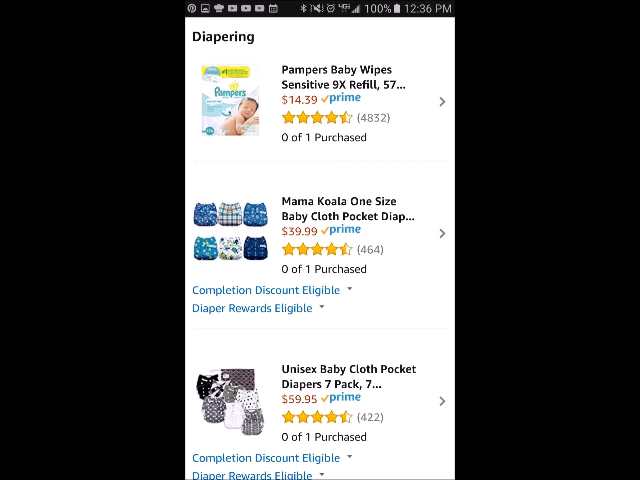 100% 12:36 PM
Diapering
Pampers Baby Wipes
Sensitive 9X Refill, 57...
$14.39 prime
(4832)
0 of 1 Purchased
Pampers
Mama Koala One Size
Baby Cloth Pocket Diap...
$39.99 prime
(464)
0 of 1 Purchased
Completion Discount Eligible
Diaper Rewards Eligible
Unisex Baby Cloth Pocket
Diapers 7 Pack, 7...
$59.95 prime
(422)
0 of 1 Purchased
Completion Discount Eligible
Diaper Rewards Eligible